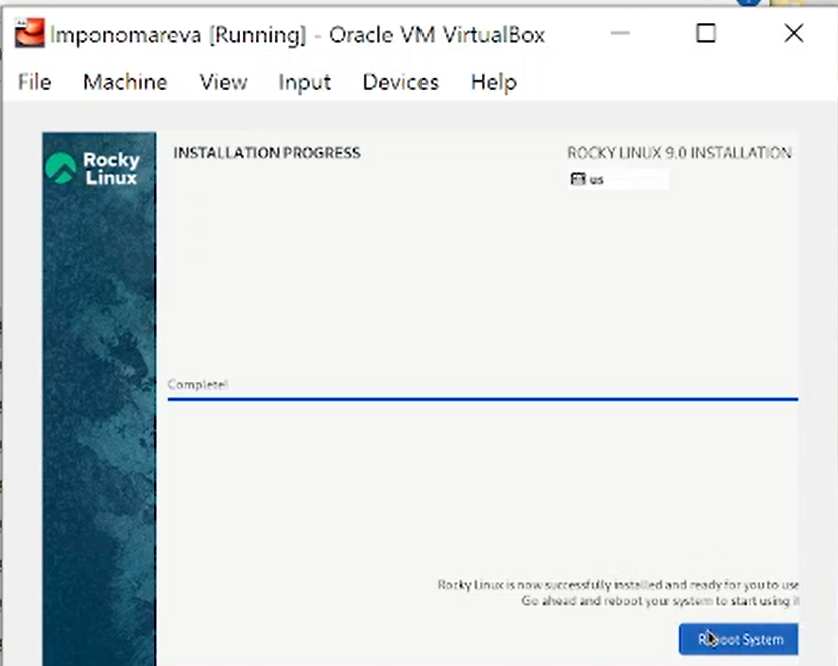 lmponomareva [Running] - Oracle VM VirtualBox
File Machine View Input Devices Help
Rocky
Linux
INSTALLATION PROGRESS
ROCKY LINUX 9.0 INSTALLATION
us
Complete!
Rocky Linux is now successfully installed and ready for you to use
Go ahead and reboot your system to start using it
Reboot System